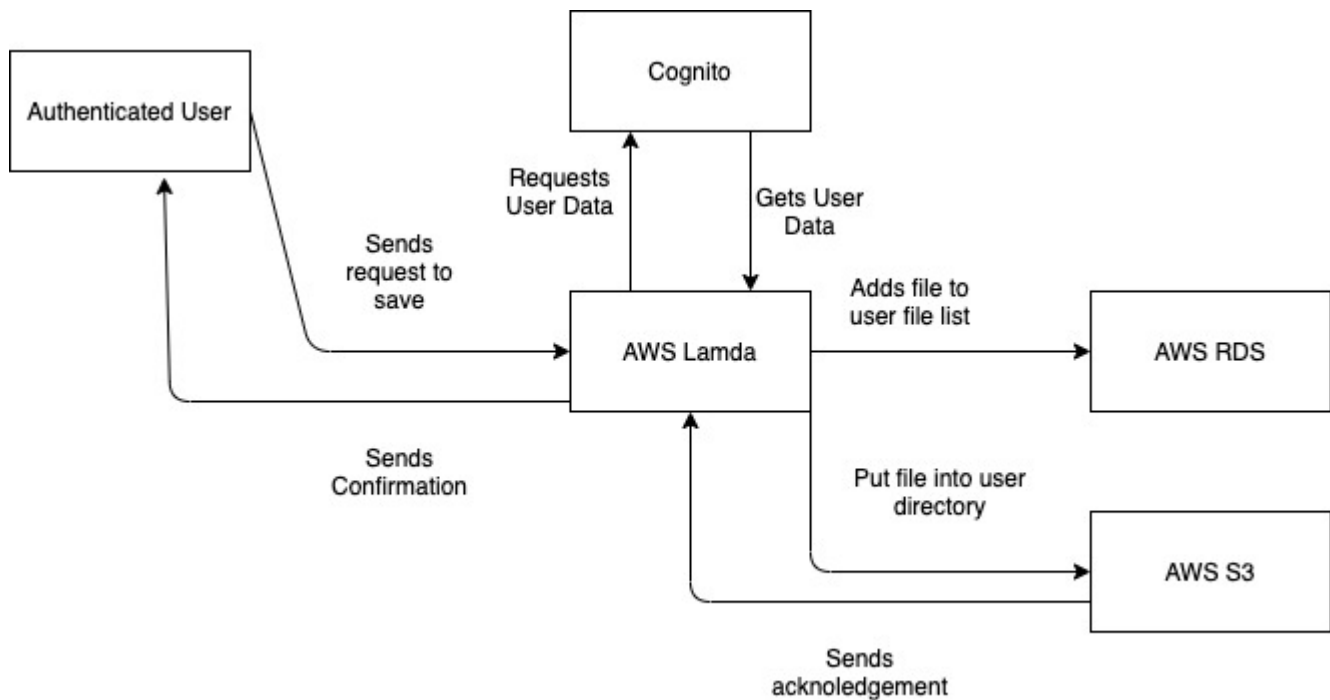 Cognito
Authenticated User
Requests
User Data
Gets User
Data
Sends
request to
save
Adds file to
user file list
AWS Lamda
AWS RDS
Sends
Confirmation
Put file into user
directory
AWS S3
Sends
acknoledgement